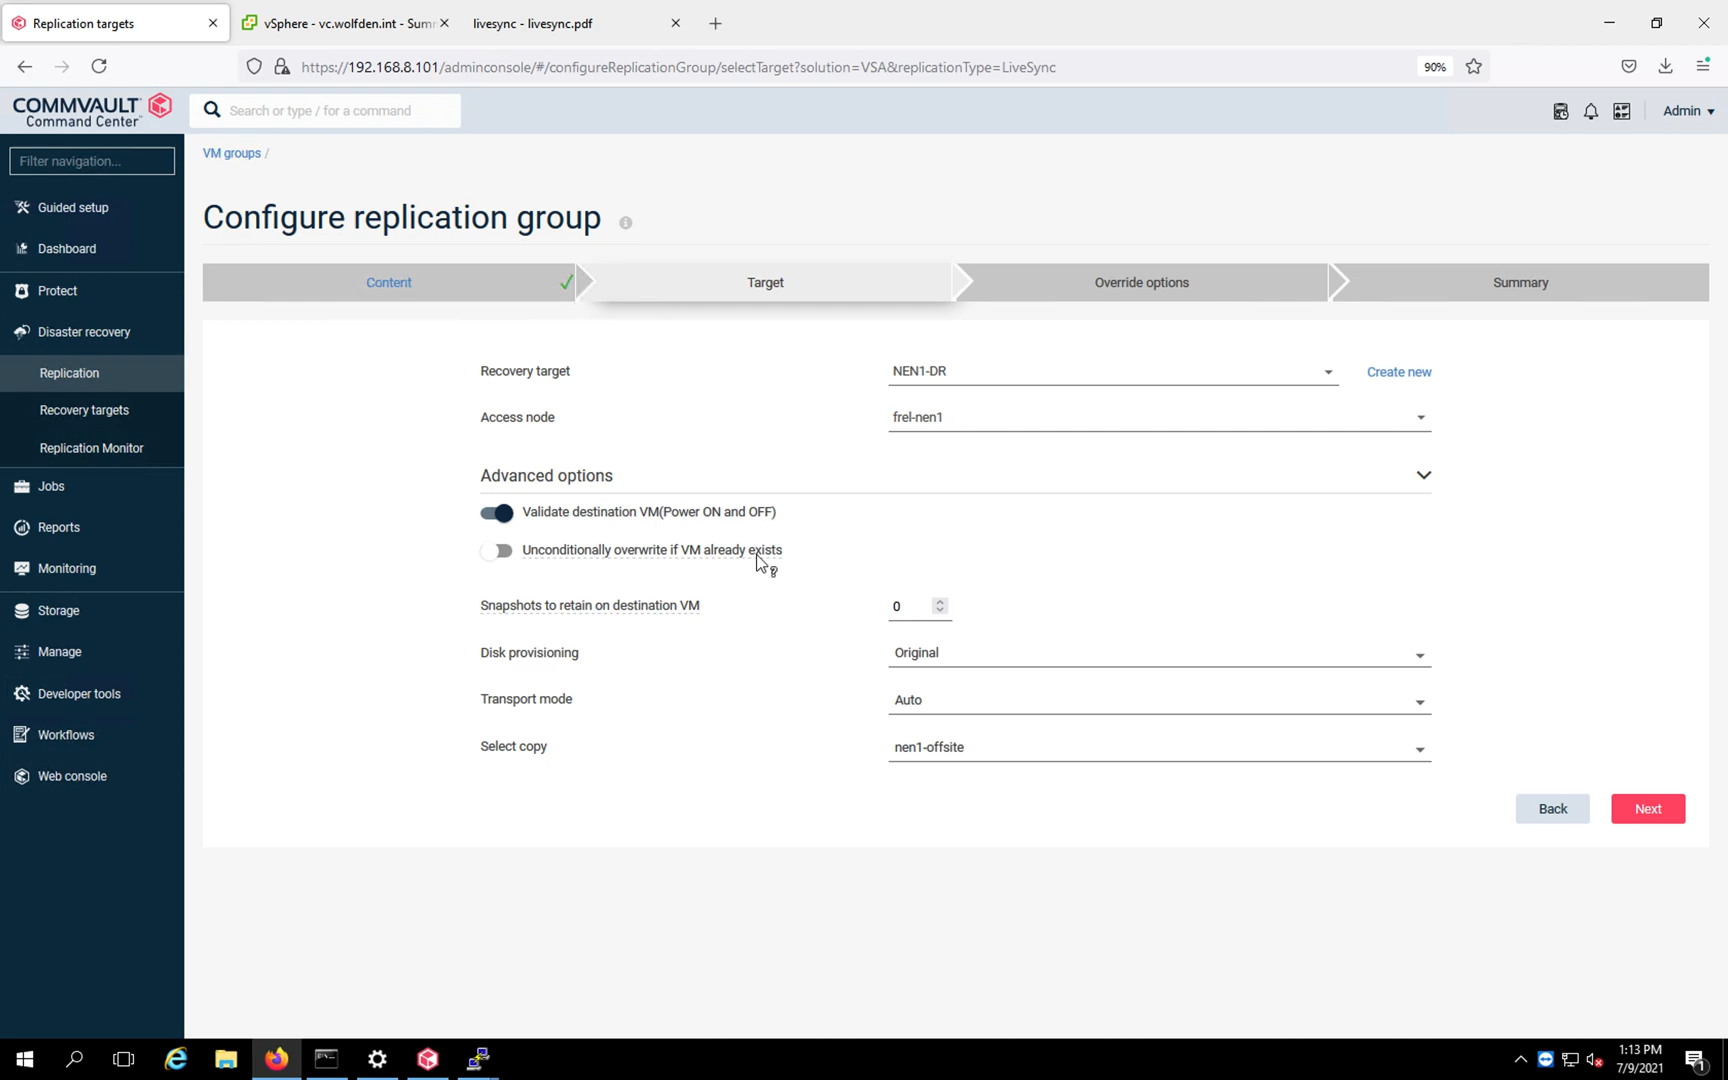 Replication targets
vSphere - vc.wolfden.int - Sum
livesync - livesync.pdf
https://192.168.8.101/adminconsole/#/configureReplicationGroup/selectTarget?solution=VSA&replicationType=LiveSync
90%
COMMVAULT
Command Center
Search or type / for a command
Admin
Filter navigation...
VM groups /
Guided setup
Configure replication group
Dashboard
Content
Target
Override options
Summary
Protect
Disaster recovery
Replication
Recovery targets
Replication Monitor
Jobs
Reports
Monitoring
Storage
Manage
Developer tools
Workflows
Web console
Recovery target
NEN1-DR
Create new
Access node
frel-nen1
Advanced options
Validate destination VM(Power ON and OFF)
Unconditionally overwrite if VM already exists
Snapshots to retain on destination VM
0
Disk provisioning
Original
Transport mode
Auto
Select copy
nen1-offsite
Back
Next
1:13 PM
7/9/2021
1